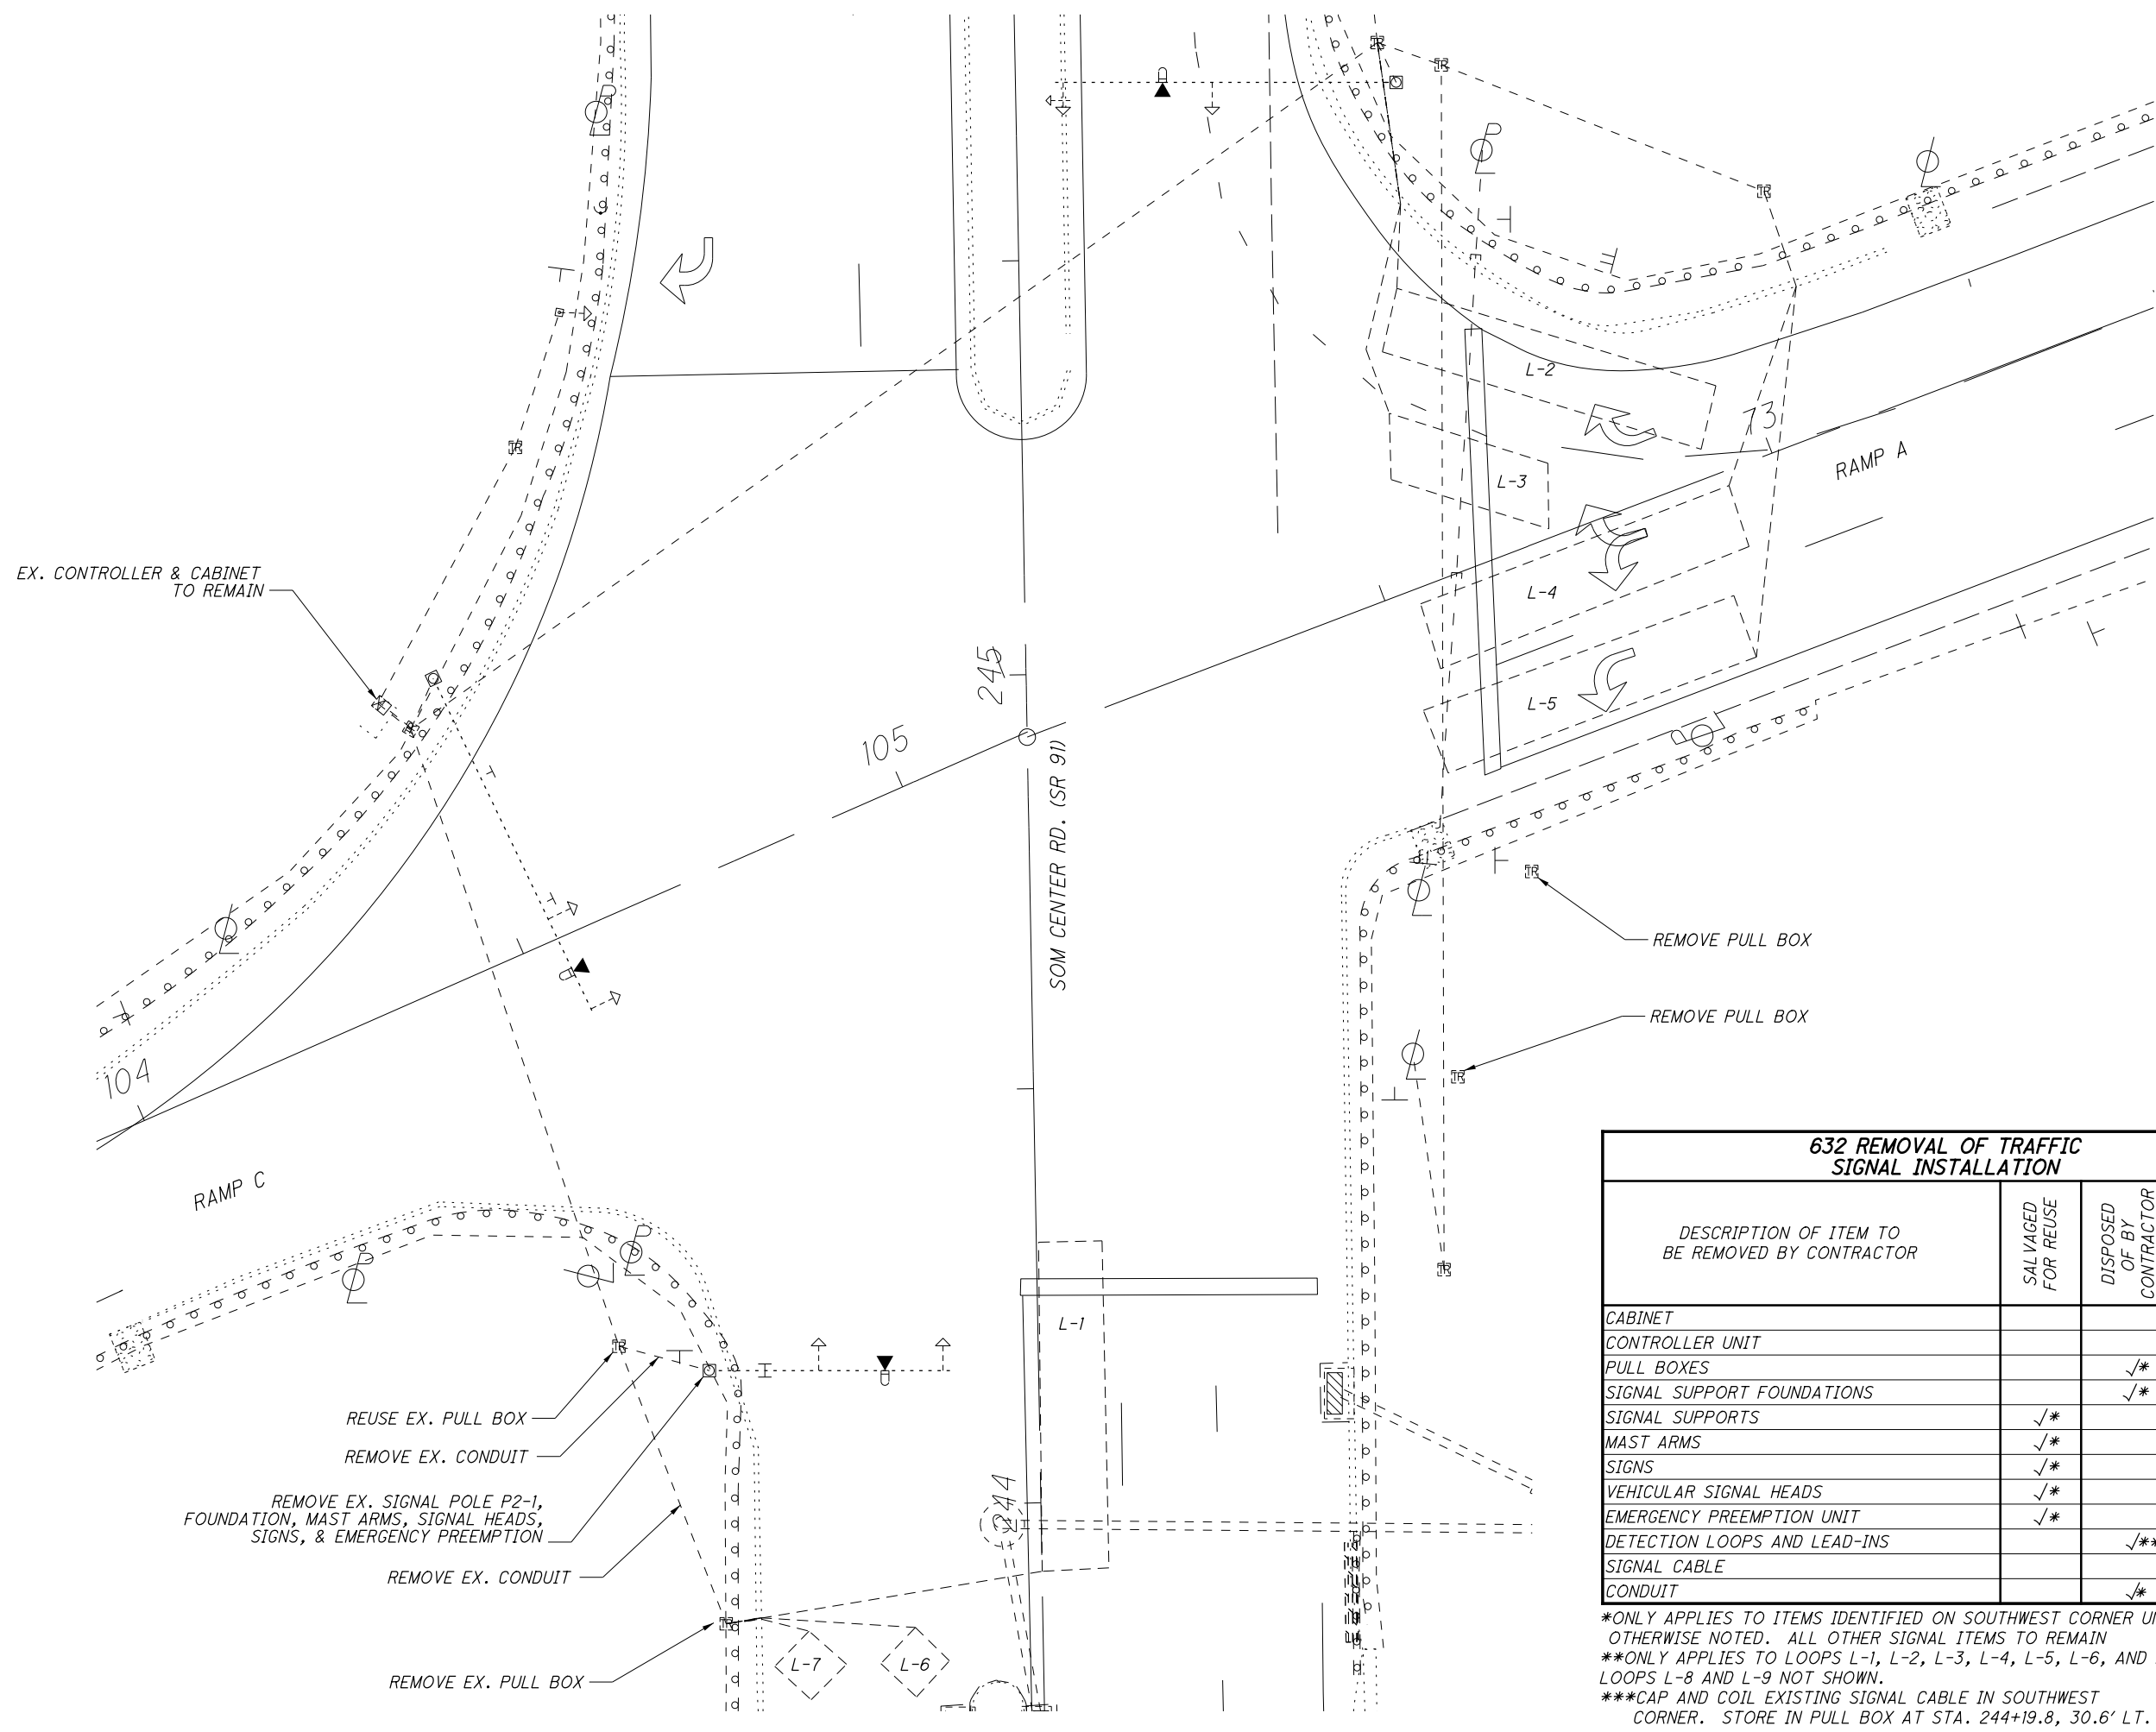 L-2
73
RAMP A
L-3
EX. CONTROLLER & CABINET
TO REMAIN
L-4
245
L-5
105
SOM CENTER RD. (SR 91)
REMOVE PULL BOX
REMOVE PULL BOX
104
RAMP C
L-1
REUSE EX. PULL BOX
REMOVE EX. CONDUIT
REMOVE EX. SIGNAL POLE P2-1,
FOUNDATION, MAST ARMS, SIGNAL HEADS,
SIGNS, & EMERGENCY PREEMPTION
244
REMOVE EX. CONDUIT
L-7
L-6
REMOVE EX. PULL BOX
632 REMOVAL OF TRAFFIC
SIGNAL INSTALLATION
DESCRIPTION OF ITEM TO
BE REMOVED BY CONTRACTOR
SALVAGED
FOR REUSE
DISPOSED
OF BY
CONTRACTOR
CABINET
CONTROLLER UNIT
PULL BOXES √*
SIGNAL SUPPORT FOUNDATIONS √*
SIGNAL SUPPORTS √*
MAST ARMS √*
SIGNS √*
VEHICULAR SIGNAL HEADS √*
EMERGENCY PREEMPTION UNIT √*
DETECTION LOOPS AND LEAD-INS √**
SIGNAL CABLE
CONDUIT √*
*ONLY APPLIES TO ITEMS IDENTIFIED ON SOUTHWEST CORNER
OTHERWISE NOTED. ALL OTHER SIGNAL ITEMS TO REMAIN
**ONLY APPLIES TO LOOPS L-1, L-2, L-3, L-4, L-5, L-6, AND
LOOPS L-8 AND L-9 NOT SHOWN.
***CAP AND COIL EXISTING SIGNAL CABLE IN SOUTHWEST
CORNER. STORE IN PULL BOX AT STA. 244+19.8, 30.6' LT.